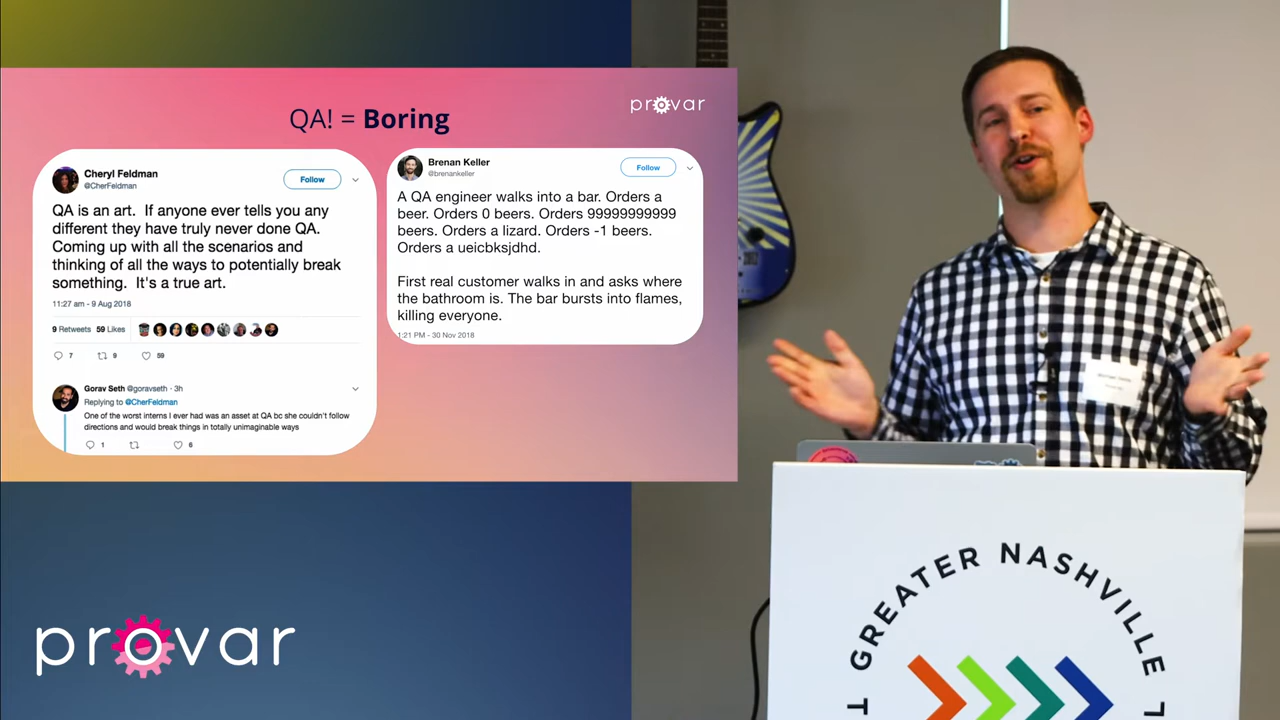 provar
QA! = Boring
Cheryl Feldman
@CherFeldman
Follow
QA is an art. If anyone ever tells you any
different they have truly never done QA.
Coming up with all the scenarios and
thinking of all the ways to potentially break
something. It's a true art.
11:27 am - 9 Aug 2018
9 Retweets 59 Likes
7 9 59
Gorav Seth @goravseth · 3h
Replying to @CherFeldman
One of the worst interns I ever had was an asset at QA bc she couldn't follow
directions and would break things in totally unimaginable ways
1 6
Brenan Keller
@brenankeller
Follow
A QA engineer walks into a bar. Orders a
beer. Orders 0 beers. Orders 99999999999
beers. Orders a lizard. Orders -1 beers.
Orders a ueicbksjdhd.
First real customer walks in and asks where
the bathroom is. The bar bursts into flames,
killing everyone.
1:21 PM - 30 Nov 2018
provar
GREATER NASHVILLE